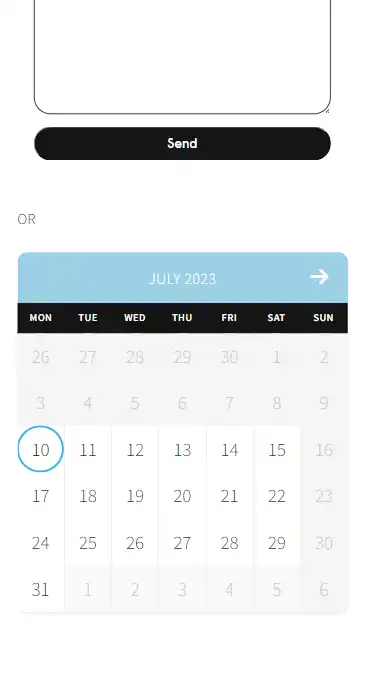 Send
OR
JULY 2023
MON TUE WED THU FRI SAT SUN
26 27 28 29 30 1 2
3 4 5 6 7 8 9
10 11 12 13 14 15 16
17 18 19 20 21 22 23
24 25 26 27 28 29 30
31 1 2 3 4 5 6